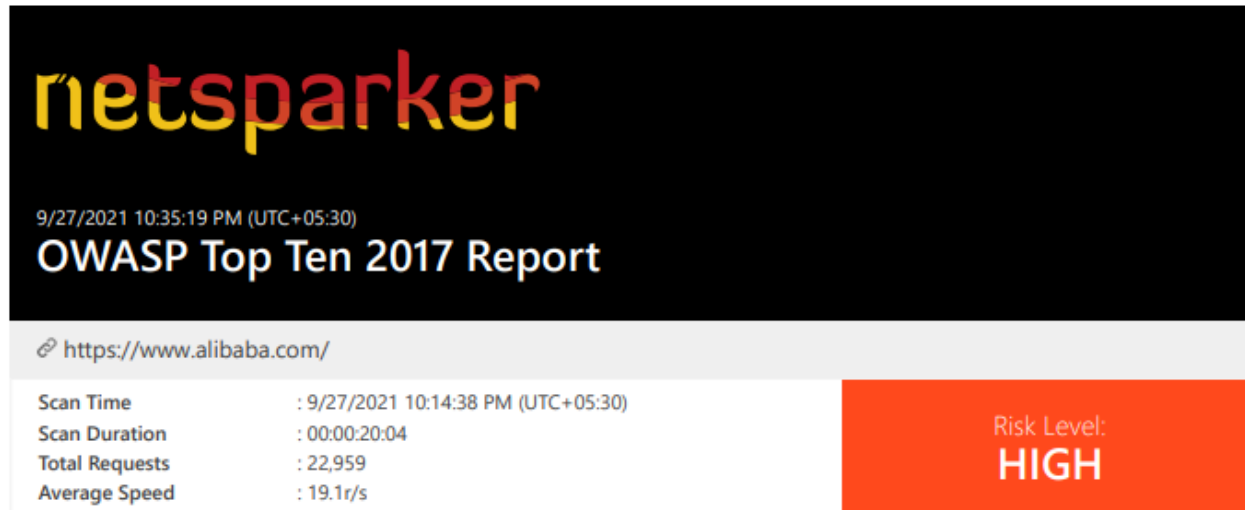 netsparker
9/27/2021 10:35:19 PM (UTC+05:30)
OWASP Top Ten 2017 Report
https://www.alibaba.com/
Scan Time : 9/27/2021 10:14:38 PM (UTC+05:30)
Scan Duration : 00:00:20:04
Total Requests : 22,959
Average Speed : 19.1r/s
Risk Level:
HIGH